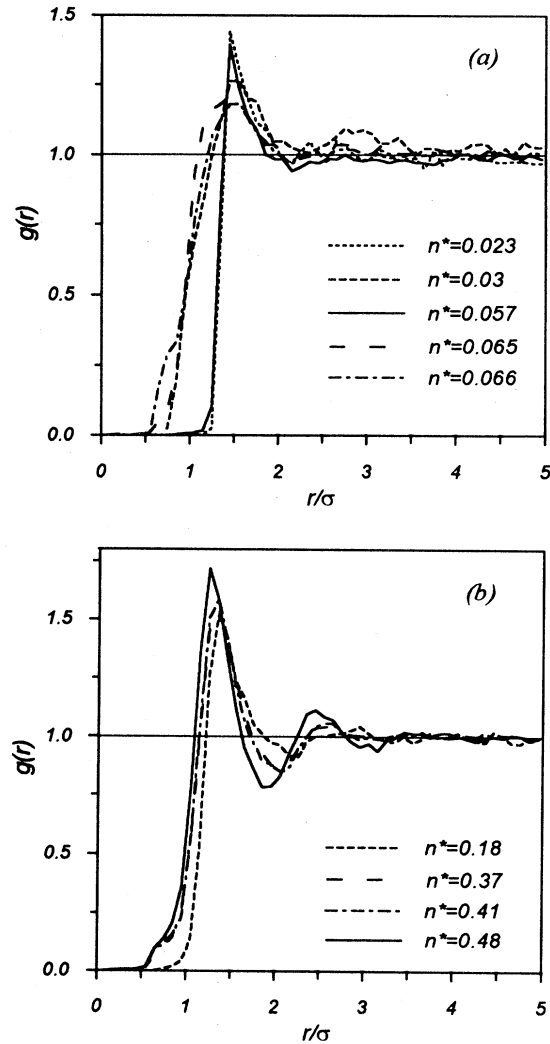 1.5
(a)
1.0
g(r)
n*=0.023
n*=0.03
0.5
n*=0.057
n*=0.065
n*=0.066
0.0
0 1 2 3 4 5
r/σ
(b)
1.5
1.0
g(r)
0.5
n*=0.18
n*=0.37
n*=0.41
n*=0.48
0.0
0 1 2 3 4 5
r/σ